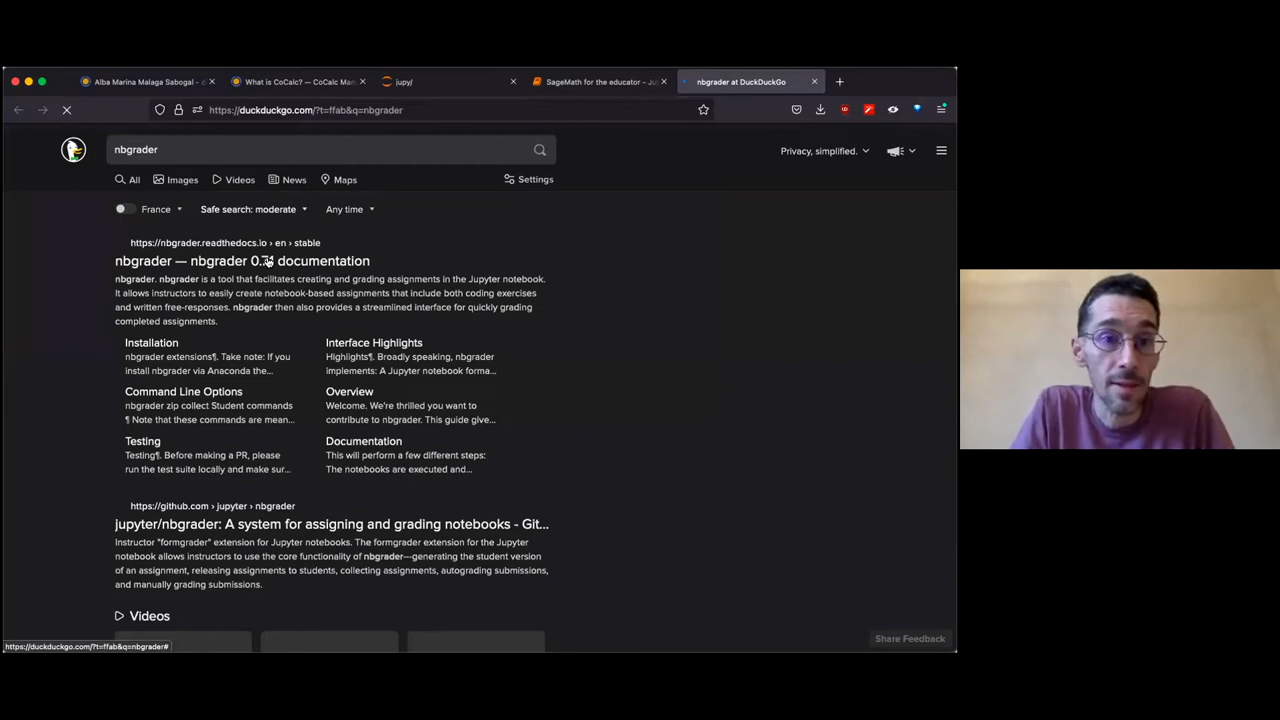 Alba Marina Malaga Sabogal - d
What is CoCalc? — CoCalc Man
jupy/
SageMath for the educator - Ju
nbgrader at DuckDuckGo
https://duckduckgo.com/?t=ffab&q=nbgrader
nbgrader
Privacy, simplified.
All
Images
Videos
News
Maps
Settings
France
Safe search: moderate
Any time
https://nbgrader.readthedocs.io › en › stable
nbgrader — nbgrader documentation
nbgrader. nbgrader is a tool that facilitates creating and grading assignments in the Jupyter notebook.
It allows instructors to easily create notebook-based assignments that include both coding exercises
and written free-responses. nbgrader then also provides a streamlined interface for quickly grading
completed assignments.
Installation
nbgrader extensions¶. Take note: If you
install nbgrader via Anaconda the...
Interface Highlights
Highlights¶. Broadly speaking, nbgrader
implements: A Jupyter notebook forma...
Command Line Options
nbgrader zip collect Student commands
¶ Note that these commands are mean...
Overview
Welcome. We're thrilled you want to
contribute to nbgrader. This guide give...
Testing
Testing¶. Before making a PR, please
run the test suite locally and make sur...
Documentation
This will perform a few different steps:
The notebooks are executed and...
https://github.com › jupyter › nbgrader
jupyter/nbgrader: A system for assigning and grading notebooks - Git...
Instructor "formgrader" extension for Jupyter notebooks. The formgrader extension for the Jupyter
notebook allows instructors to use the core functionality of nbgrader---generating the student version
of an assignment, releasing assignments to students, collecting assignments, autograding submissions,
and manually grading submissions.
Videos
Share Feedback
https://duckduckgo.com/?t=ffab&q=nbgrader#